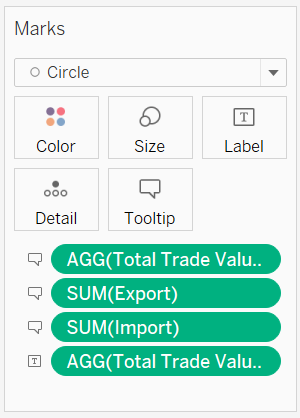 Marks
Circle
Color Size Label
Detail Tooltip
AGG(Total Trade Valu..
SUM(Export)
SUM(Import)
AGG(Total Trade Valu..